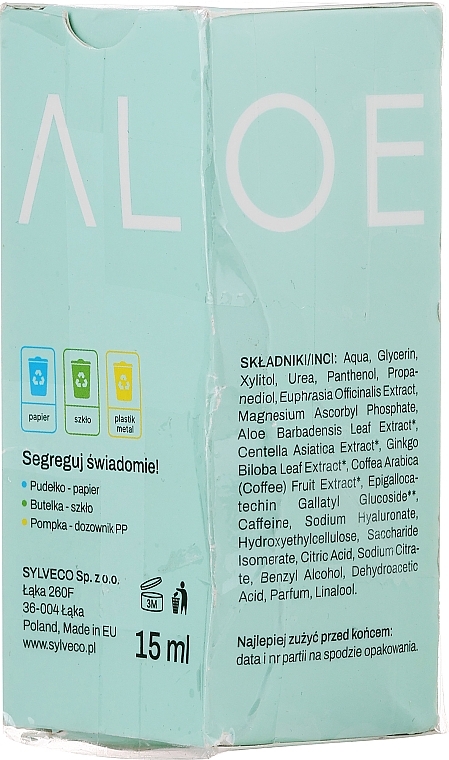 ALOE
papier
szkło
plastik
metal
Segreguj świadomie!
Pudełko - papier
Butelka - szkło
Pompka - dozownik PP
SYLVECO Sp. z o.o.
Łąka 260F
36-004 Łąka
Poland, Made in EU
www.sylveco.pl
3M
15 ml
SKŁADNIKI/INCI: Aqua, Glycerin,
Xylitol, Urea, Panthenol, Propa-
nediol, Euphrasia Officinalis Extract,
Magnesium Ascorbyl Phosphate,
Aloe Barbadensis Leaf Extract*,
Centella Asiatica Extract*, Ginkgo
Biloba Leaf Extract*, Coffea Arabica
(Coffee) Fruit Extract*, Epigalloca-
techin Gallatyl Glucoside**,
Caffeine, Sodium Hyaluronate,
Hydroxyethylcellulose, Saccharide
Isomerate, Citric Acid, Sodium Citra-
te, Benzyl Alcohol, Dehydroacetic
Acid, Parfum, Linalool.
Najlepiej zużyć przed końcem:
data i nr partii na spodzie opakowania.